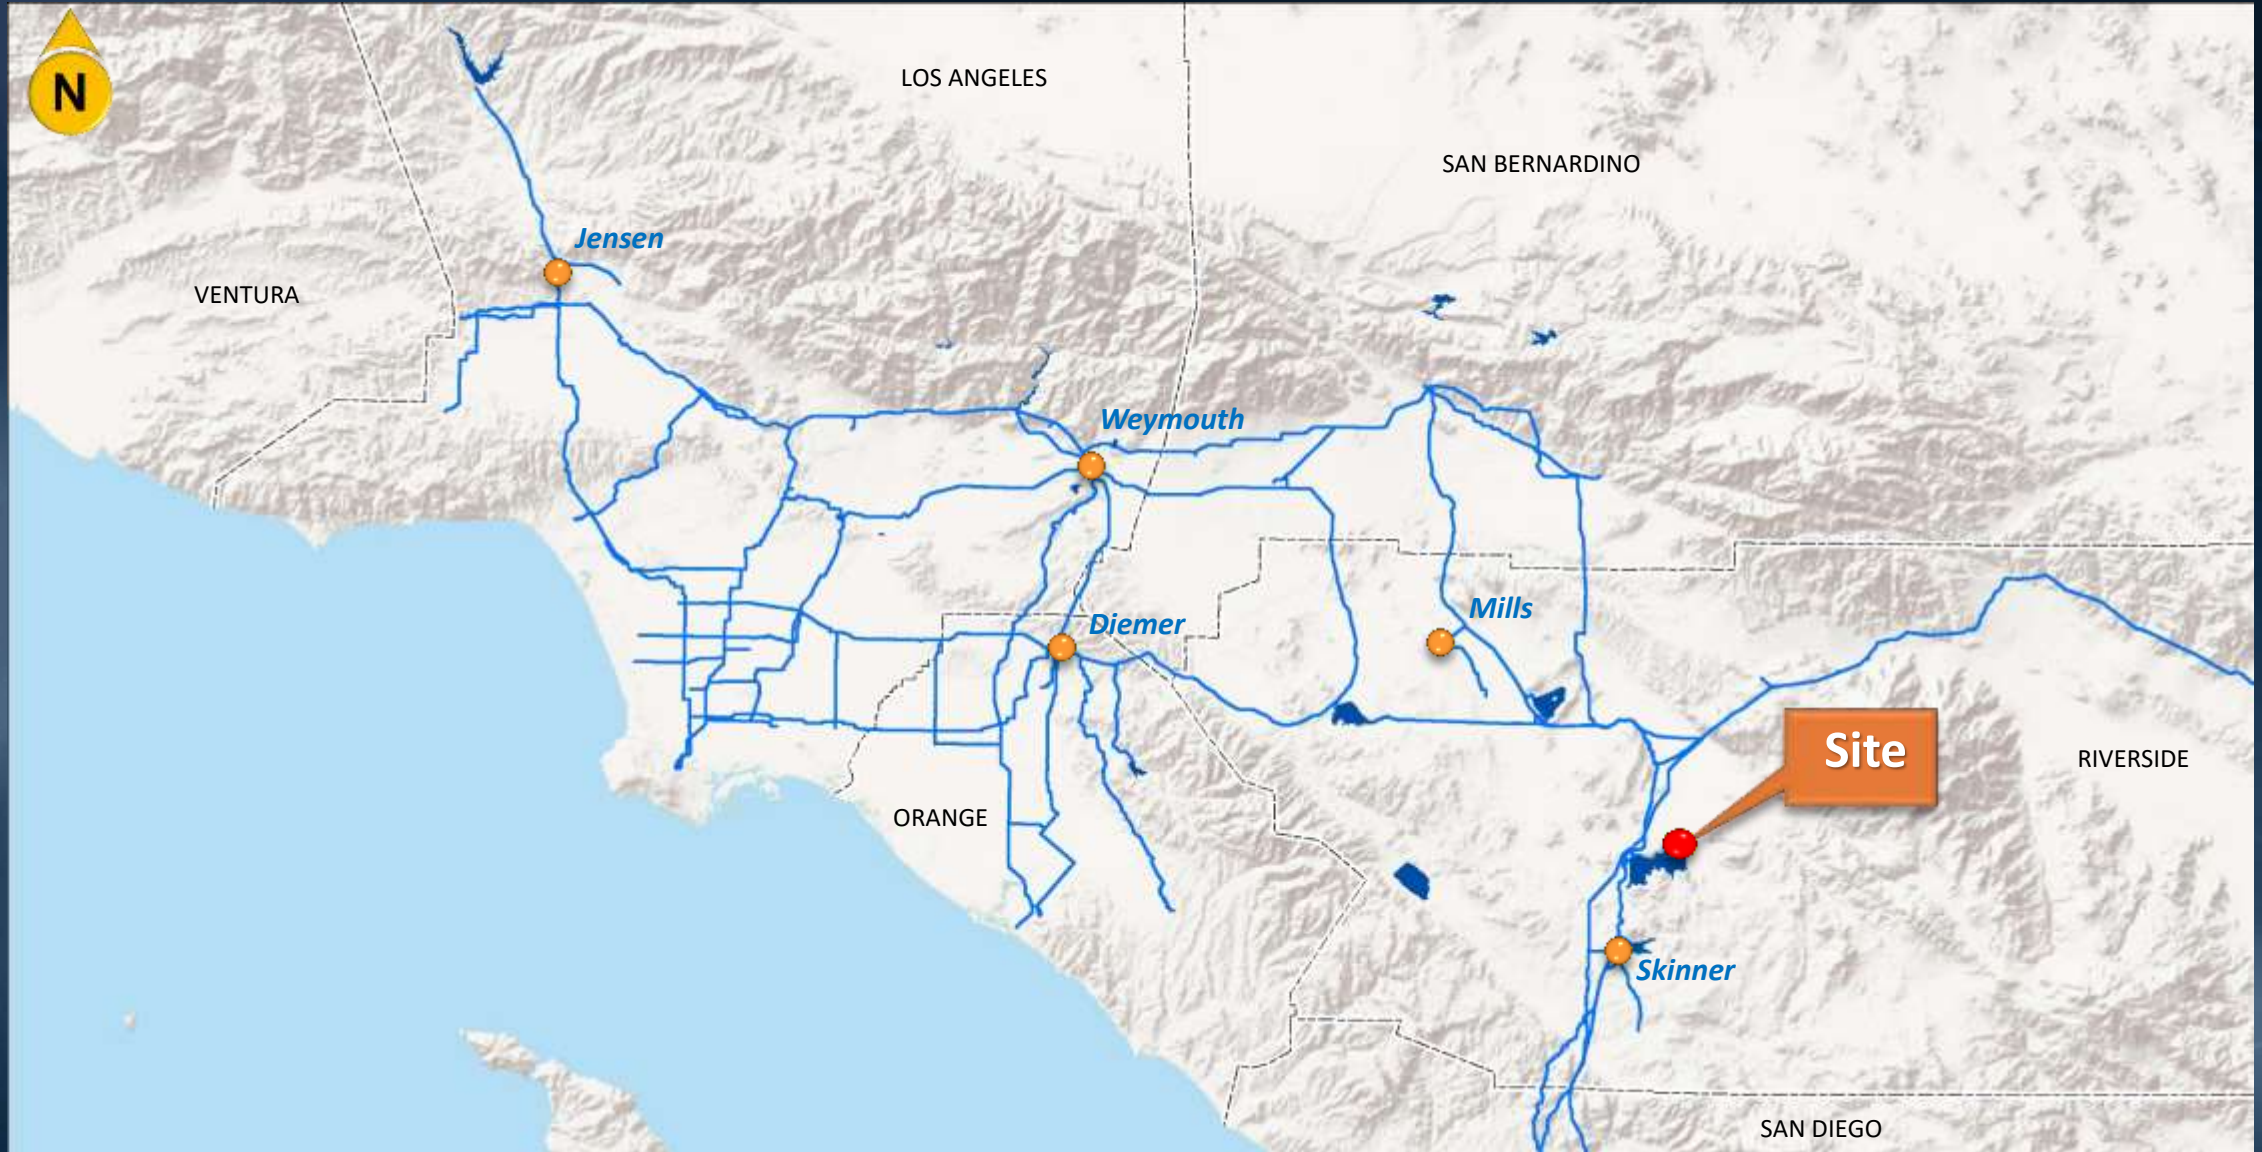 N
LOS ANGELES
SAN BERNARDINO
Jensen
VENTURA
Weymouth
Mills
Diemer
Site
RIVERSIDE
ORANGE
Skinner
SAN DIEGO